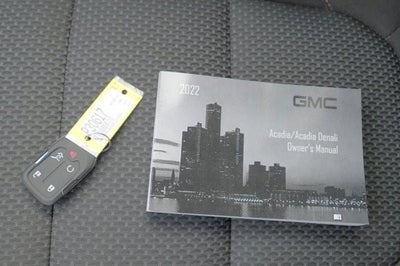 2022
GMC
Acadia/Acadia Denali
Owner's Manual